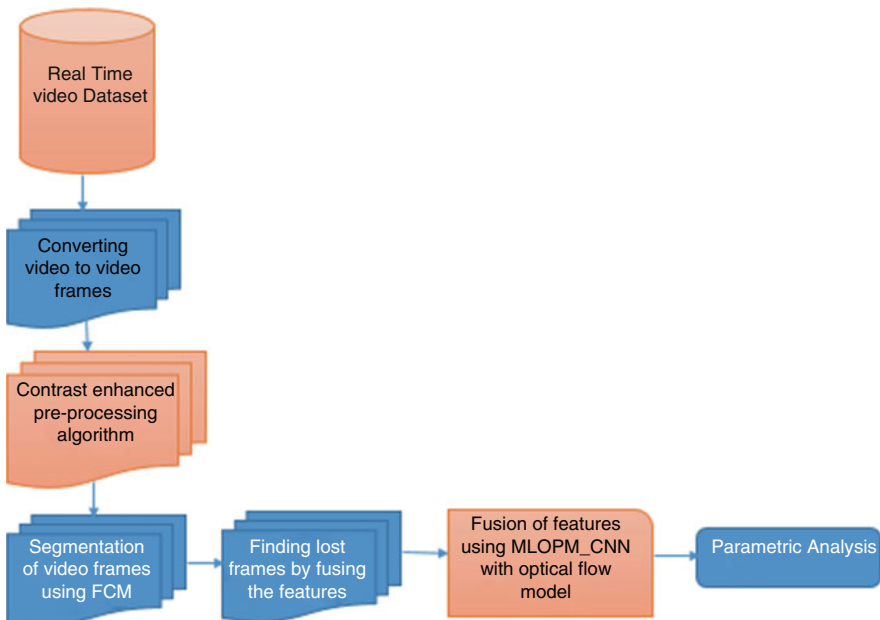 Real Time
video Dataset
Converting
video to video
frames
Contrast enhanced
pre-processing
algorithm
Segmentation
of video frames
using FCM
Finding lost
frames by fusing
the features
Fusion of features
using MLOPM_CNN
with optical flow
model
Parametric Analysis